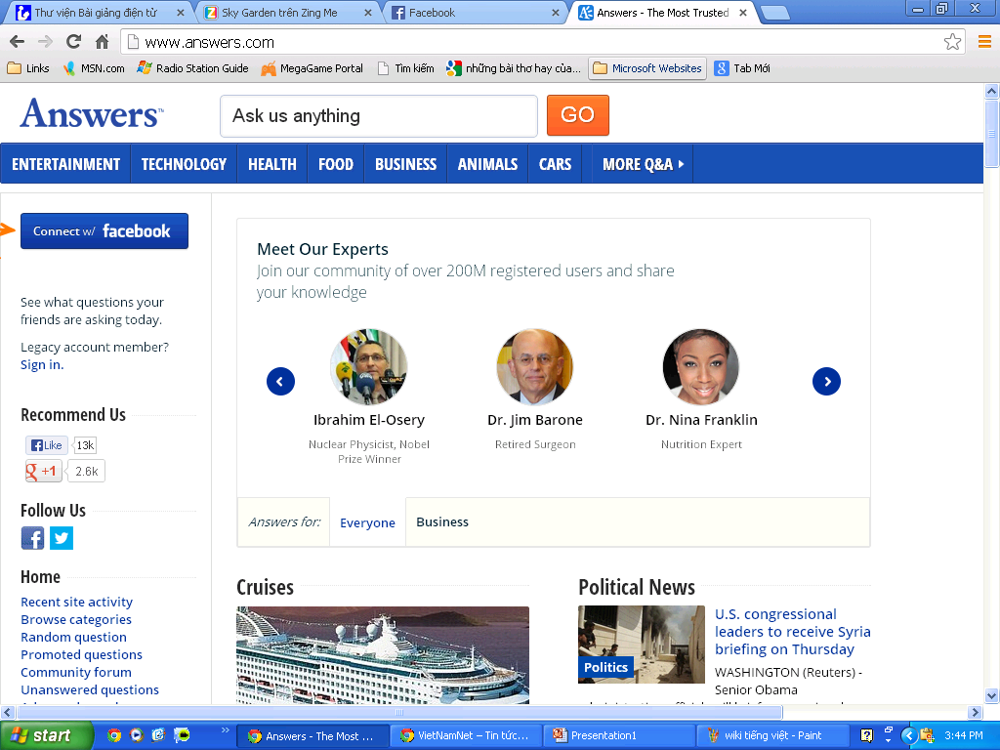 Thư viện Bài giảng điện tử
Sky Garden trên Zing Me
Facebook
Answers - The Most Trusted
www.answers.com
Links
MSN.com
Radio Station Guide
MegaGame Portal
Tìm kiếm
những bài thơ hay của...
Microsoft Websites
Tab Mới
Answers™
Ask us anything
GO
ENTERTAINMENT
TECHNOLOGY
HEALTH
FOOD
BUSINESS
ANIMALS
CARS
MORE Q&A
Connect w/ facebook
See what questions your
friends are asking today.
Legacy account member?
Sign in.
Recommend Us
Like
13k
+1
2.6k
Follow Us
Home
Recent site activity
Browse categories
Random question
Promoted questions
Community forum
Unanswered questions
Meet Our Experts
Join our community of over 200M registered users and share
your knowledge
Ibrahim El-Osery
Nuclear Physicist, Nobel
Prize Winner
Dr. Jim Barone
Retired Surgeon
Dr. Nina Franklin
Nutrition Expert
Answers for:
Everyone
Business
Cruises
Political News
Politics
U.S. congressional
leaders to receive Syria
briefing on Thursday
WASHINGTON (Reuters) -
Senior Obama
start
Answers - The Most ...
VietNamNet – Tin tức...
Presentation1
wiki tiếng việt - Paint
3:44 PM